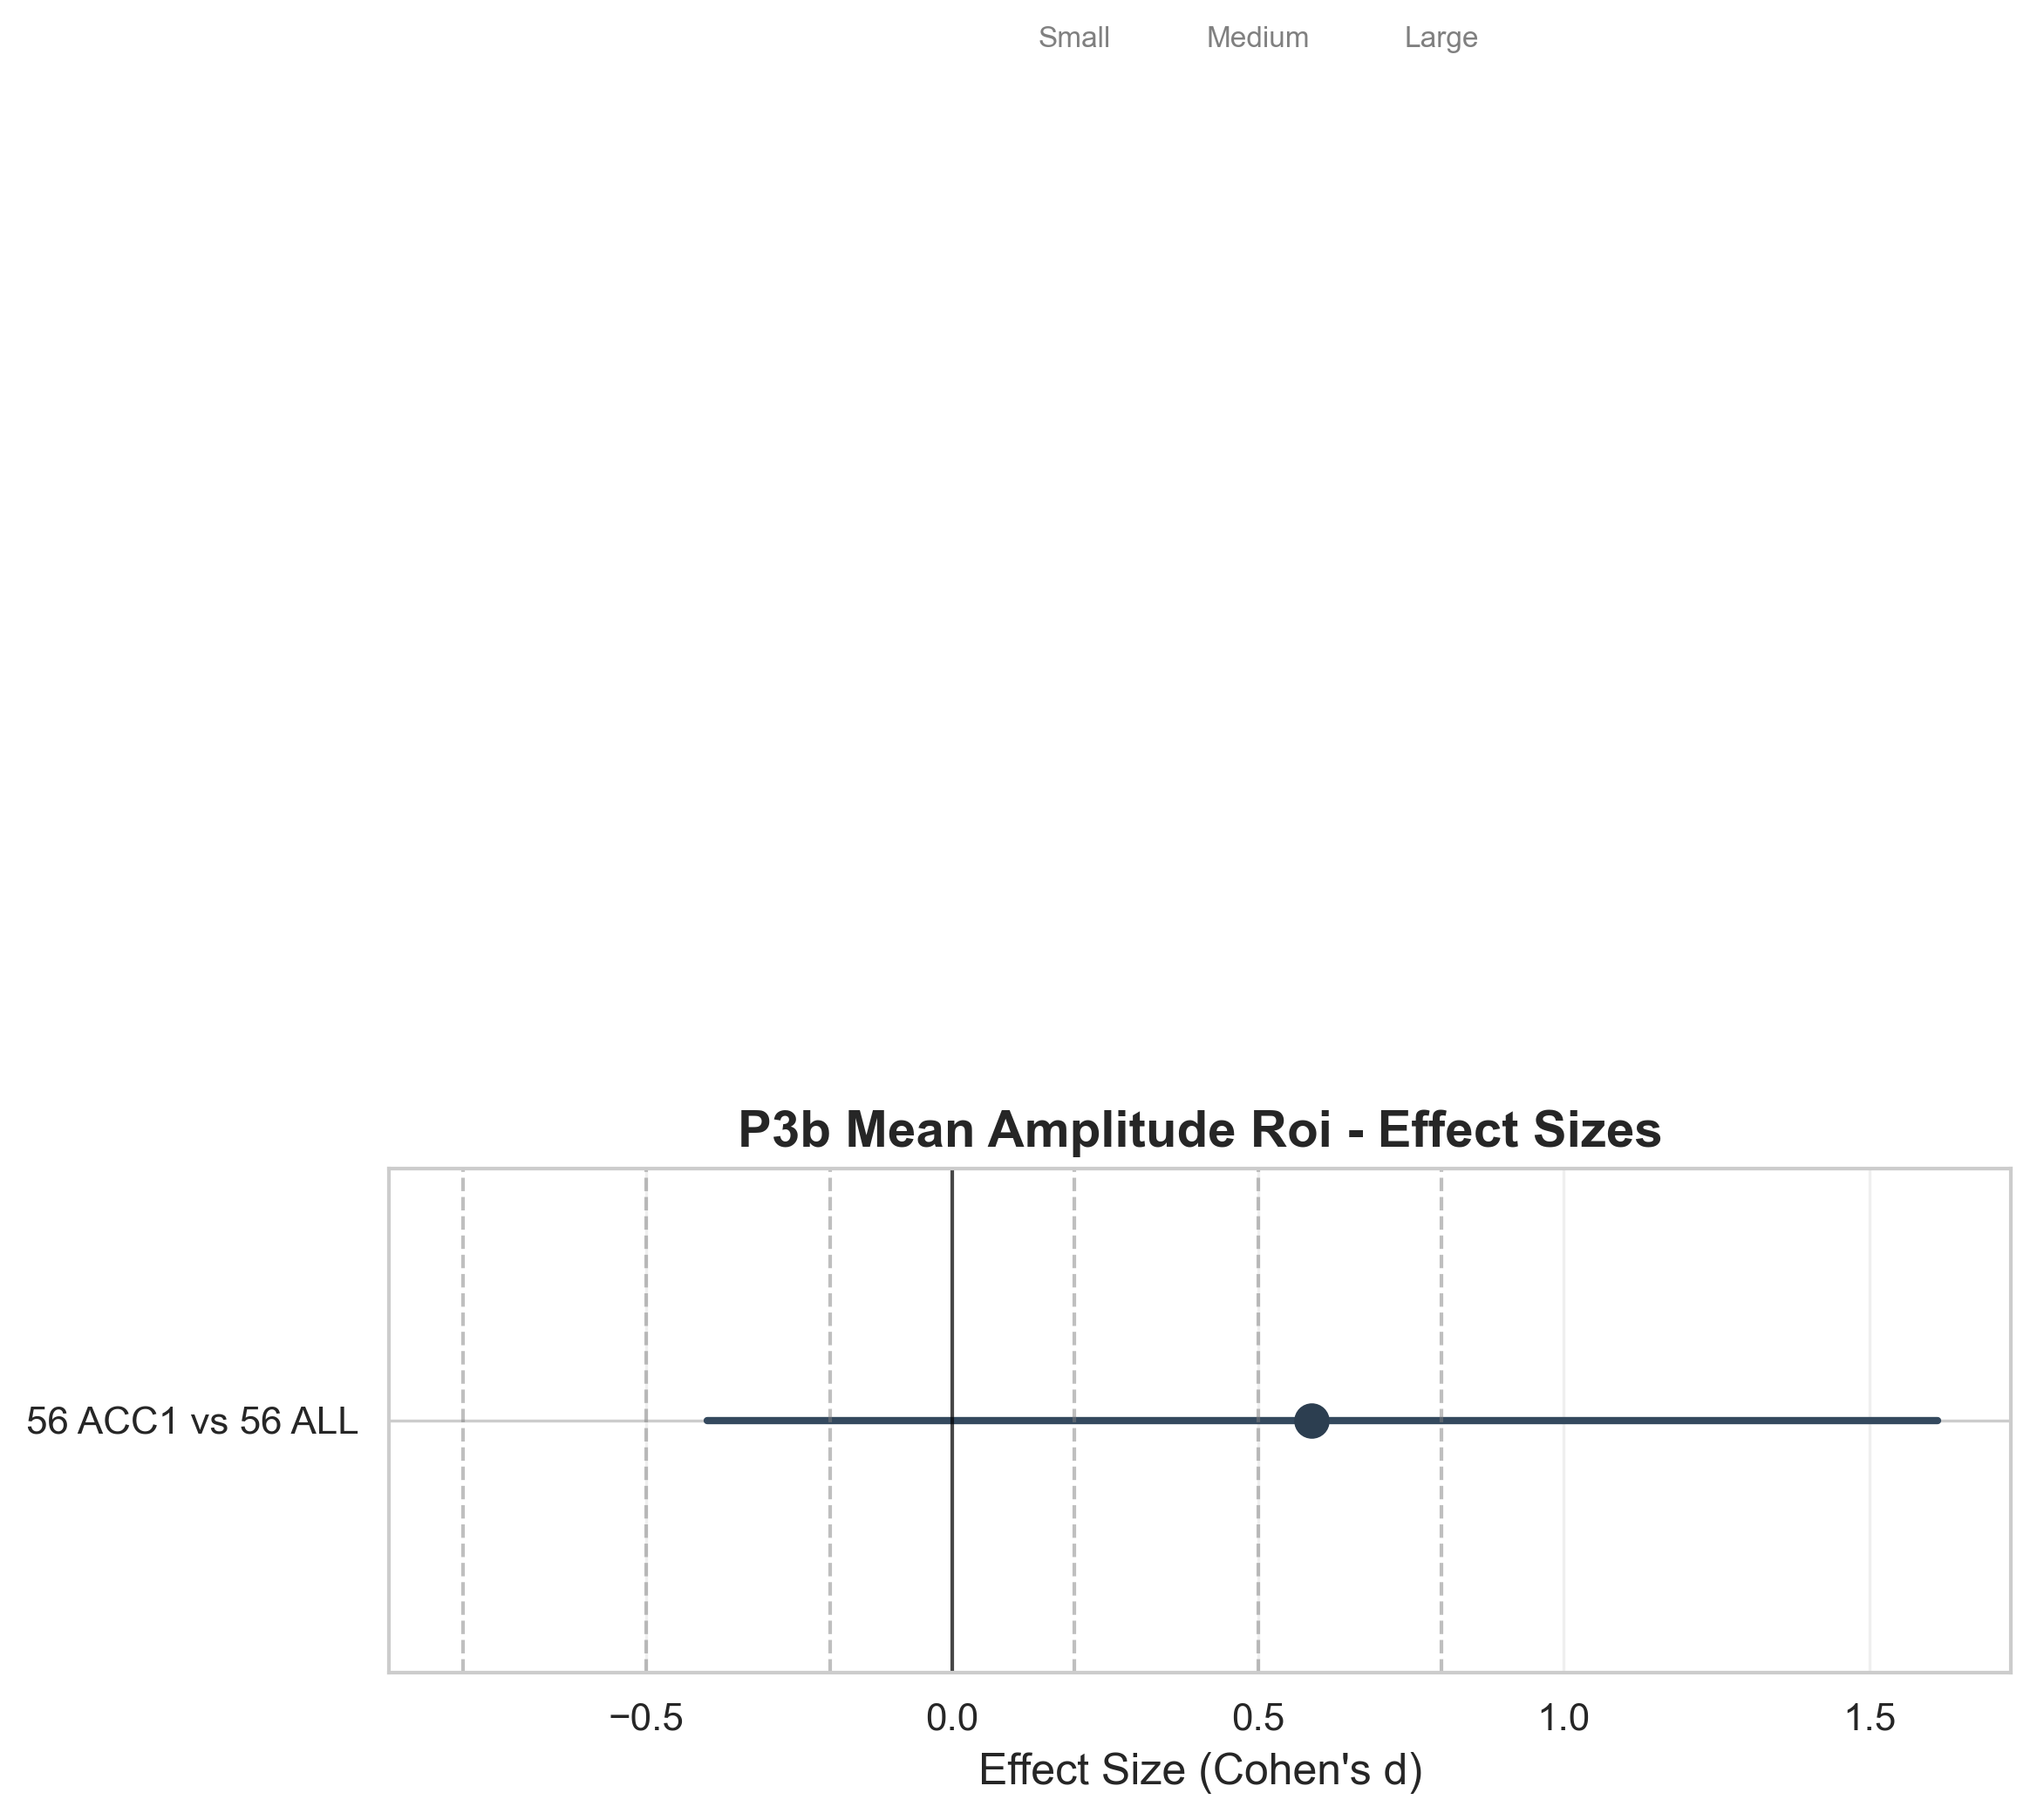 Small Medium Large
P3b Mean Amplitude Roi - Effect Sizes
56 ACC1 vs 56 ALL
−0.5 0.0 0.5 1.0 1.5
Effect Size (Cohen's d)